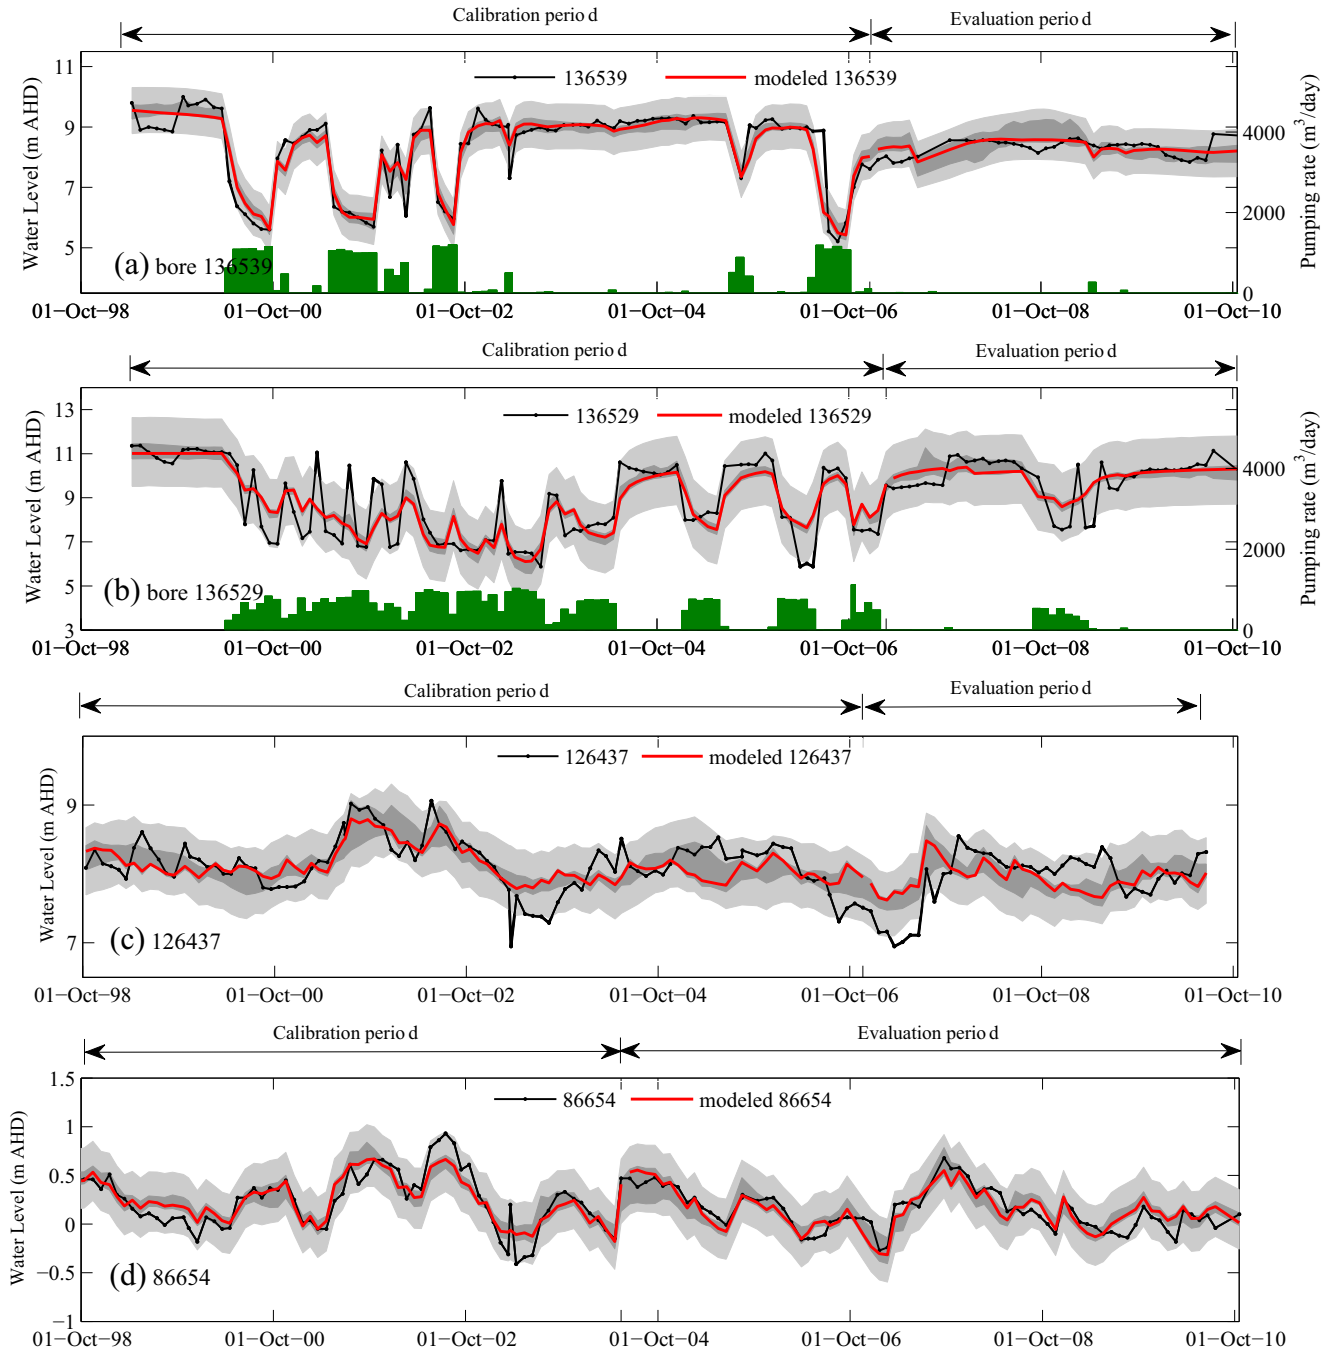 Calibration perio d Evaluation perio d
136539 modeled 136539
11
9
7
5
4000
2000
0
Water Level (m AHD)
Pumping rate (m³/day)
(a) bore 136539
01−Oct−98 01−Oct−00 01−Oct−02 01−Oct−04 01−Oct−06 01−Oct−08 01−Oct−10
Calibration perio d Evaluation perio d
136529 modeled 136529
13
11
9
7
5
3
4000
2000
0
Water Level (m AHD)
Pumping rate (m³/day)
(b) bore 136529
01−Oct−98 01−Oct−00 01−Oct−02 01−Oct−04 01−Oct−06 01−Oct−08 01−Oct−10
Calibration perio d Evaluation perio d
126437 modeled 126437
9
7
Water Level (m AHD)
(c) 126437
01−Oct−98 01−Oct−00 01−Oct−02 01−Oct−04 01−Oct−06 01−Oct−08 01−Oct−10
Calibration perio d Evaluation perio d
86654 modeled 86654
1.5
1
0.5
0
−0.5
−1
Water Level (m AHD)
(d) 86654
01−Oct−98 01−Oct−00 01−Oct−02 01−Oct−04 01−Oct−06 01−Oct−08 01−Oct−10